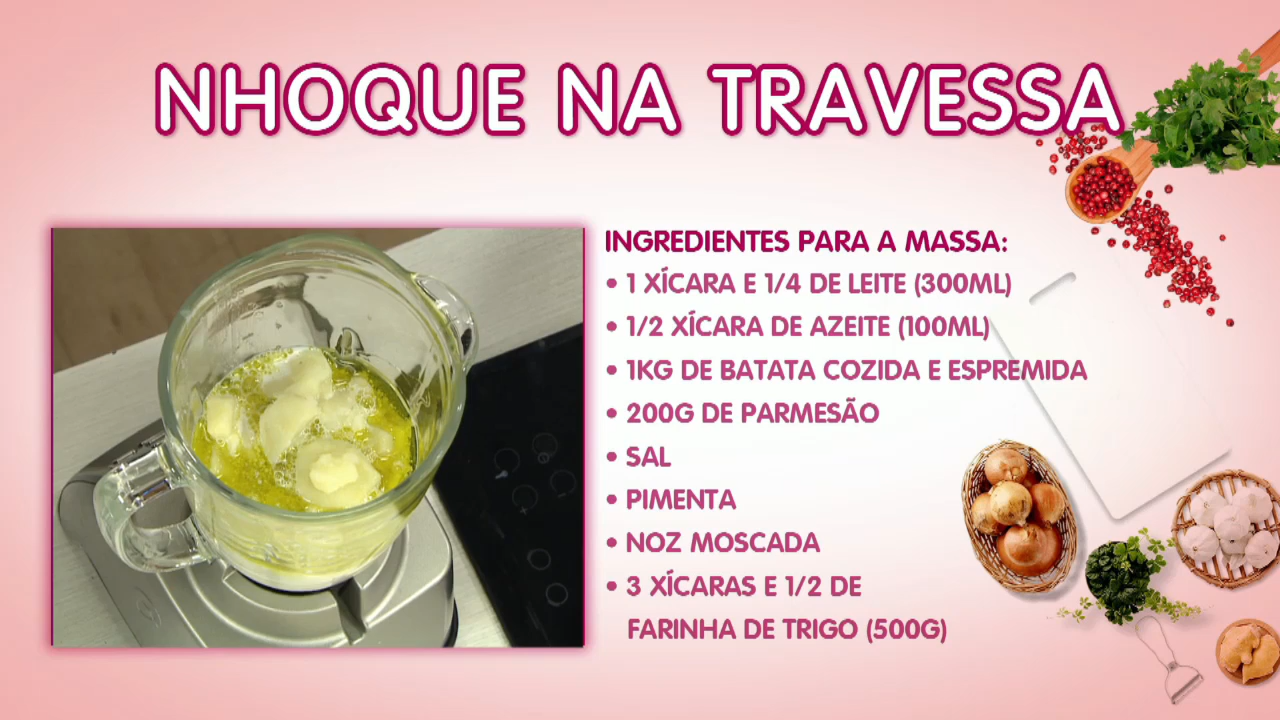 NHOQUE NA TRAVESSA
INGREDIENTES PARA A MASSA:
• 1 XÍCARA E 1/4 DE LEITE (300ML)
• 1/2 XÍCARA DE AZEITE (100ML)
• 1KG DE BATATA COZIDA E ESPREMIDA
• 200G DE PARMESÃO
• SAL
• PIMENTA
• NOZ MOSCADA
• 3 XÍCARAS E 1/2 DE
FARINHA DE TRIGO (500G)